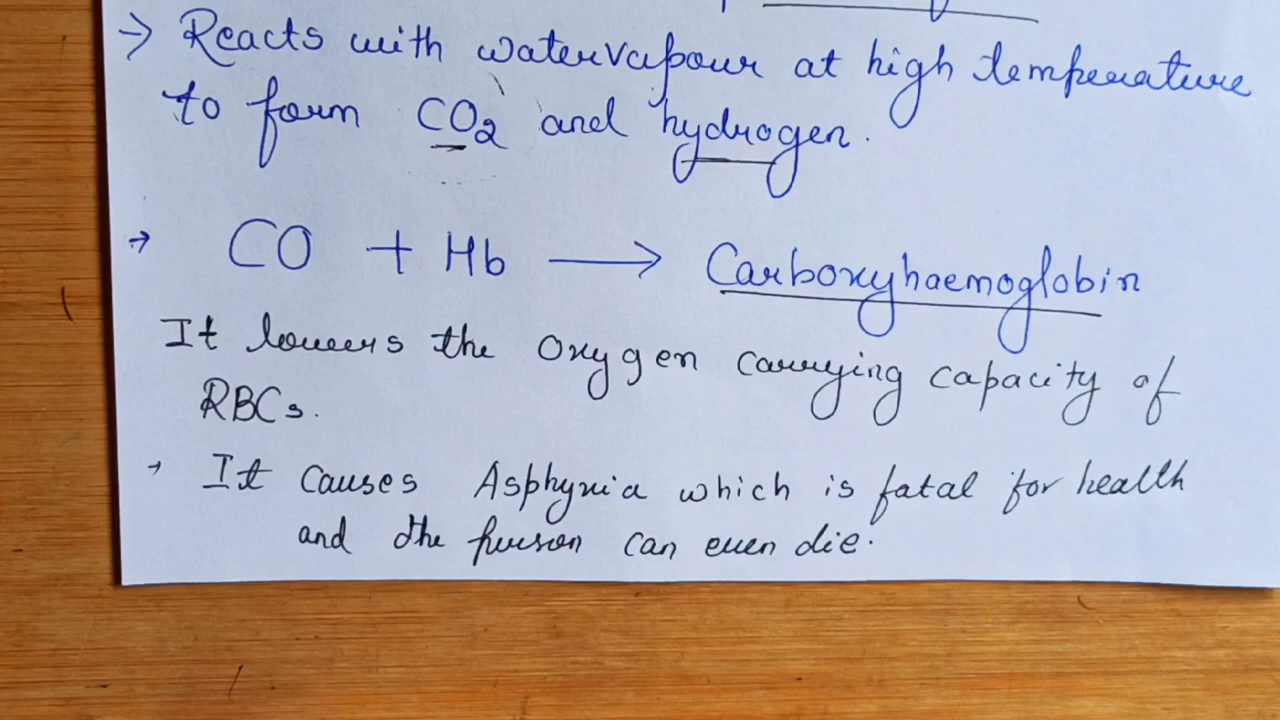 → Reacts with watervapour at high temperature
to form CO2 and hydrogen.
→ CO + Hb ⟶ Carboxyhaemoglobin
It lowers the Oxygen carrying capacity of
RBCs.
→ It causes Asphyxia which is fatal for health
and the person can even die.